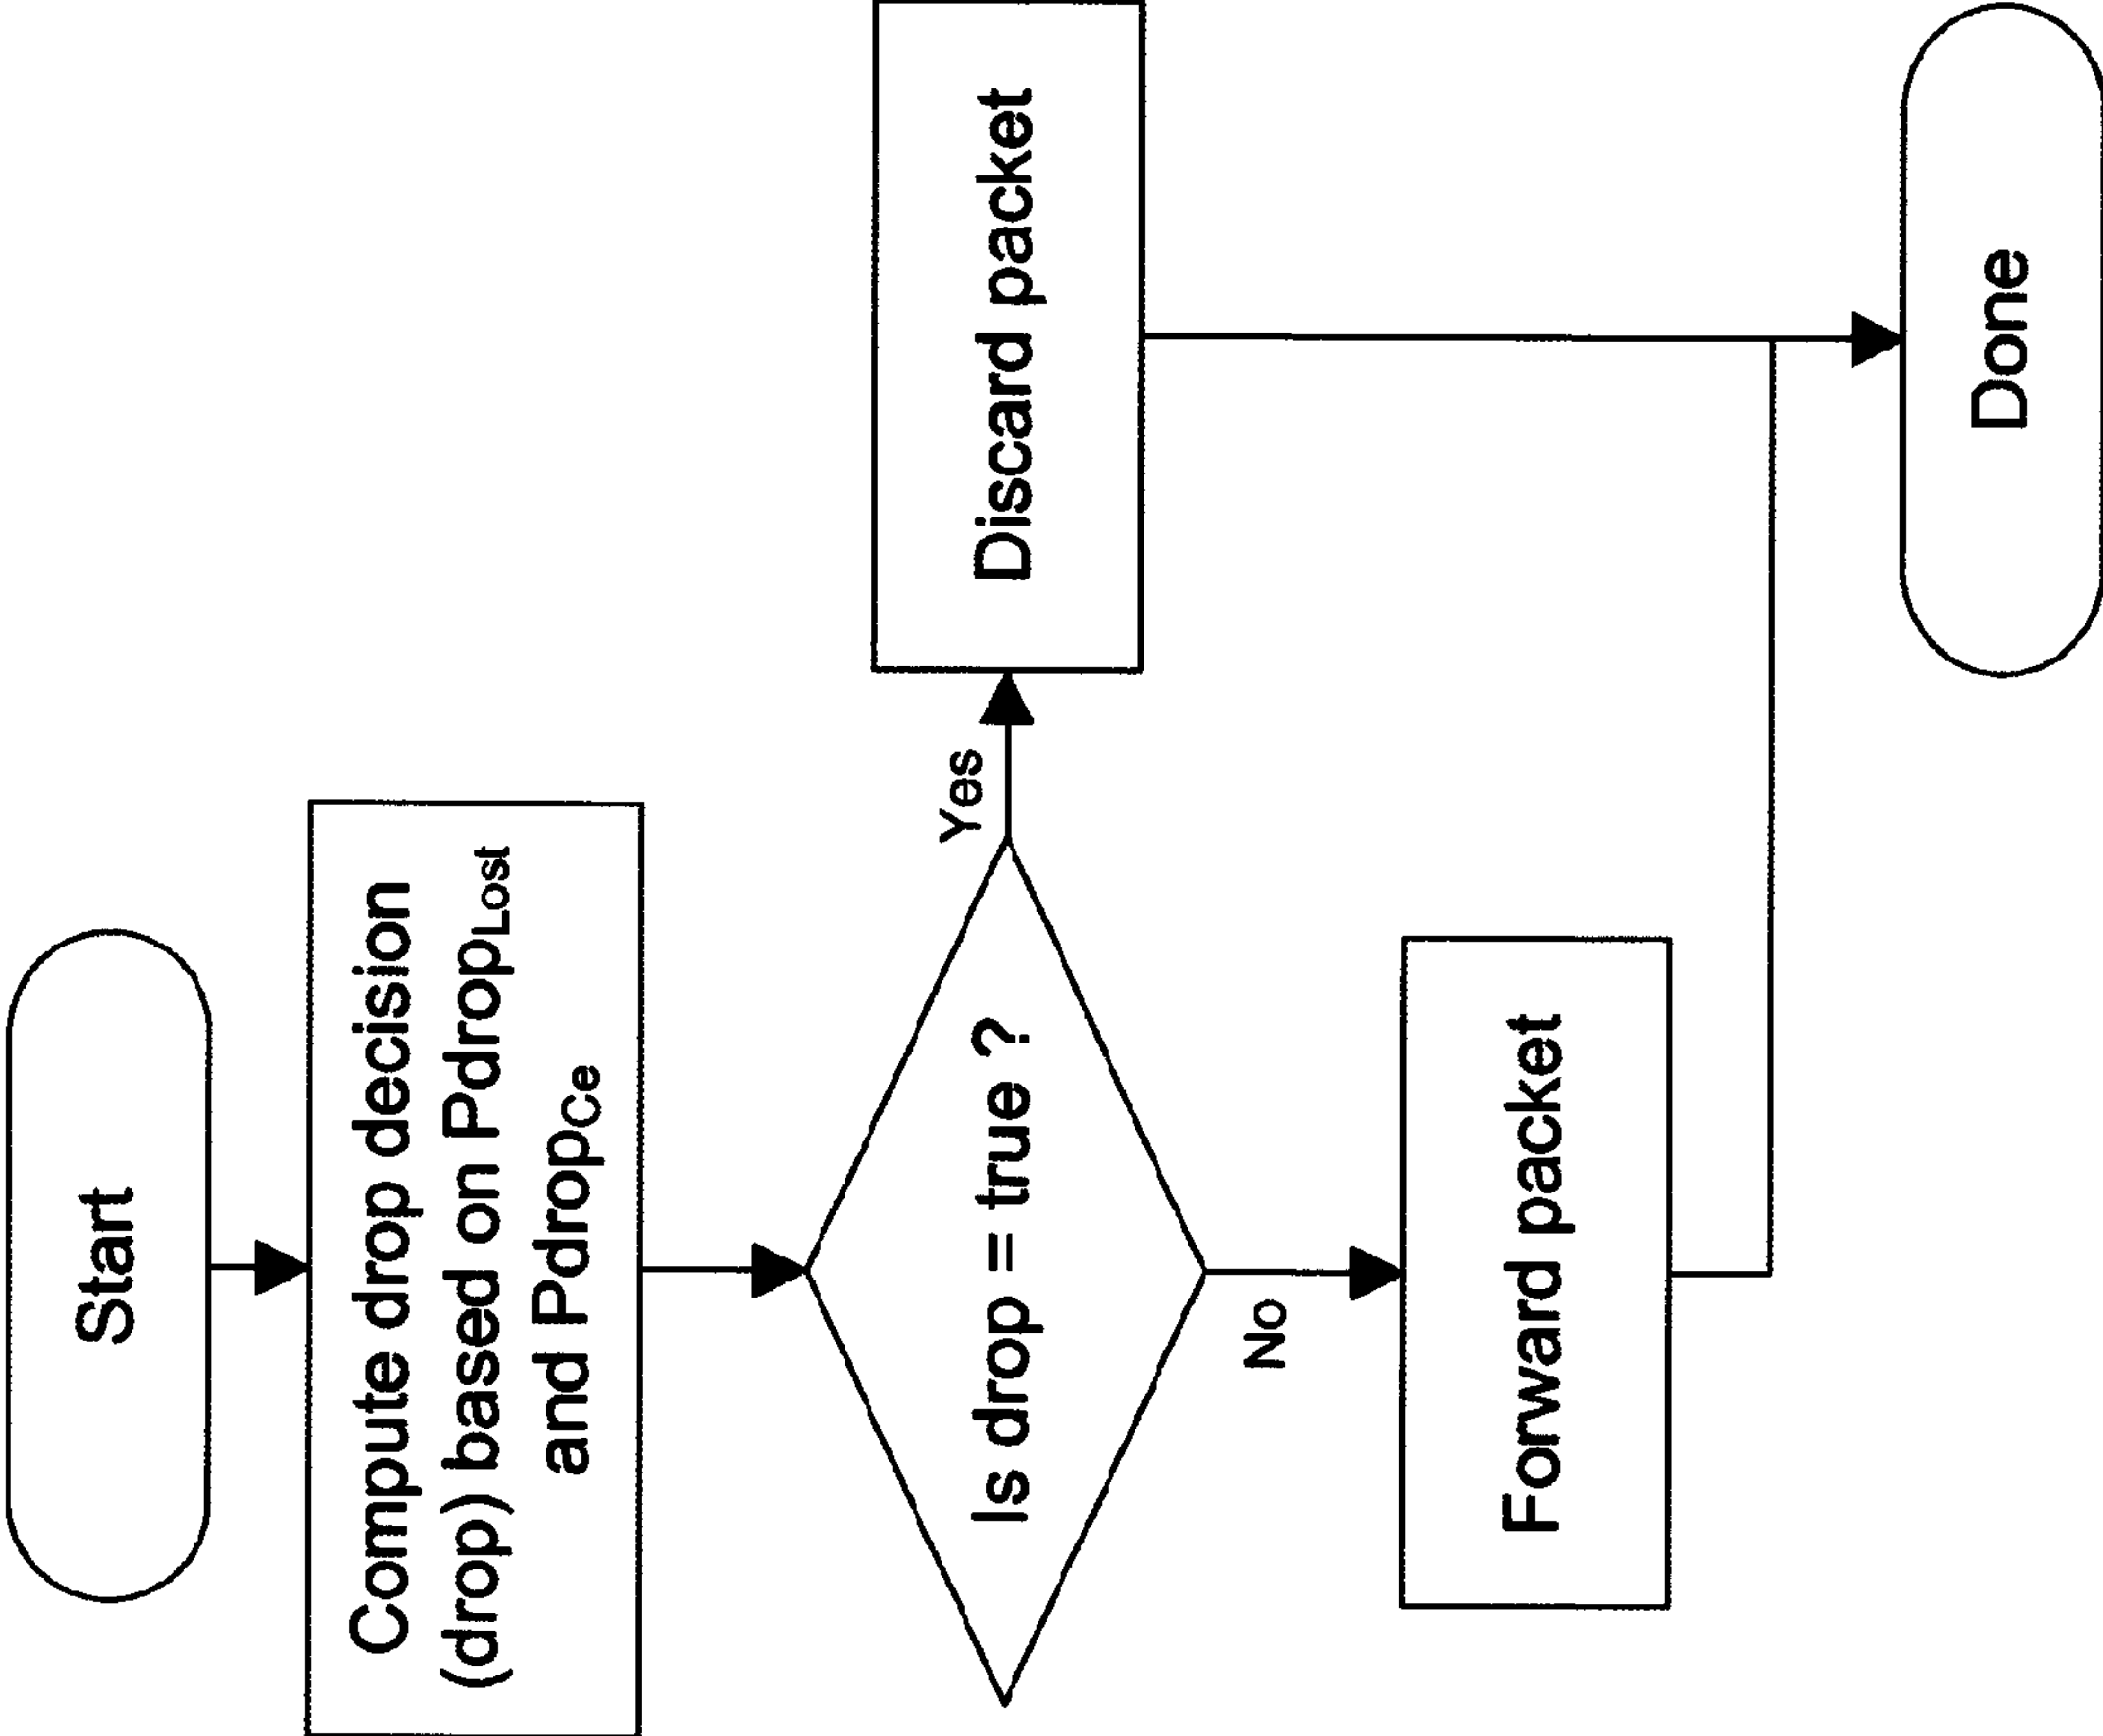 Start
Compute drop decision
(drop) based on PdropLost
and PdropCe
Is drop = true ?
Yes
Discard packet
No
Forward packet
Done